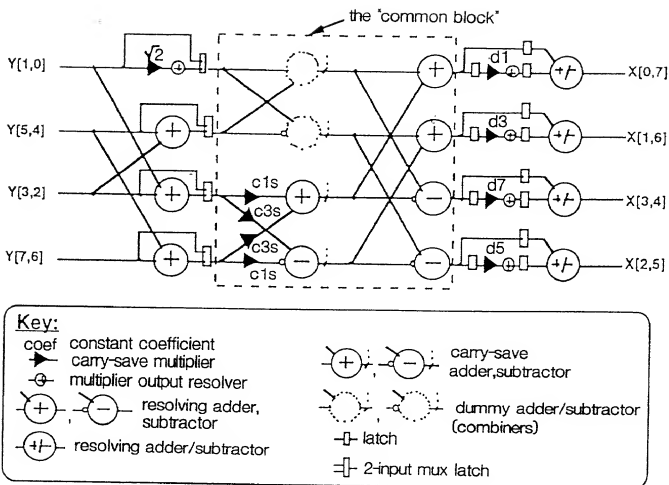 the "common block"
√2
d1
Y[1,0]
X[0,7]
Y[5,4]
d3
X[1,6]
c1s
d7
Y[3,2]
X[3,4]
c3s
c3s
d5
Y[7,6]
c1s
X[2,5]
Key:
coef constant coefficient
carry-save multiplier
multiplier output resolver
resolving adder,
subtractor
resolving adder/subtractor
carry-save
adder,subtractor
dummy adder/subtractor
(combiners)
latch
2-input mux latch